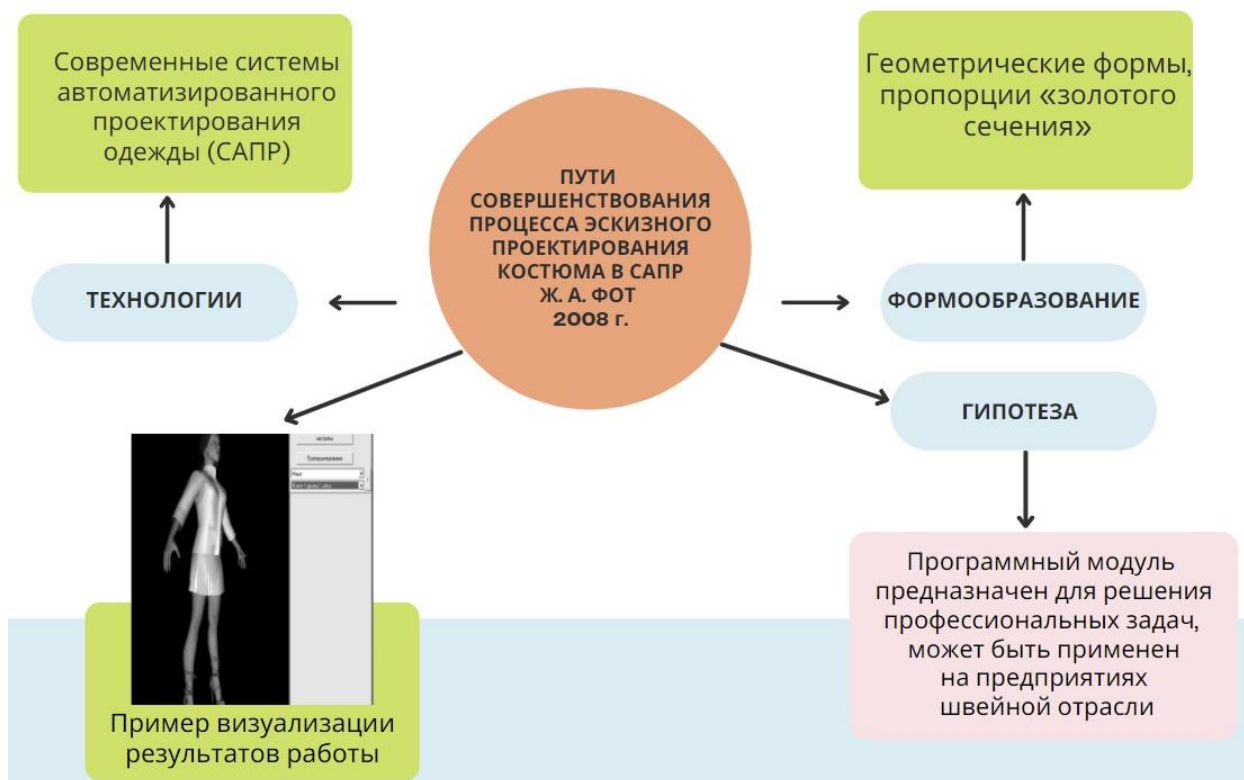 Современные системы
автоматизированного
проектирования
одежды (САПР)
Геометрические формы,
пропорции «золотого
сечения»
ПУТИ
СОВЕРШЕНСТВОВАНИЯ
ПРОЦЕССА ЭСКИЗНОГО
ПРОЕКТИРОВАНИЯ
КОСТЮМА В САПР
Ж. А. ФОТ
2008 г.
ТЕХНОЛОГИИ
ФОРМООБРАЗОВАНИЕ
ГИПОТЕЗА
Программный модуль
предназначен для решения
профессиональных задач,
может быть применен
на предприятиях
швейной отрасли
Пример визуализации
результатов работы